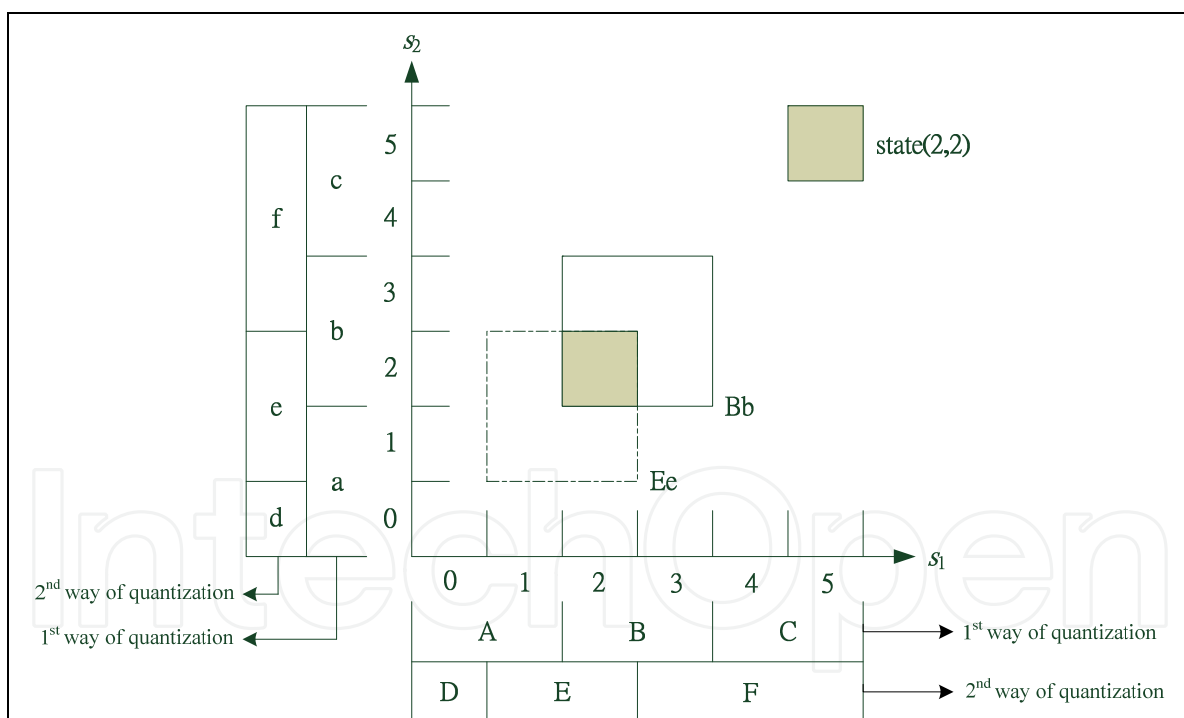 s2
5
state(2,2)
c
f
4
3
b
2
e
Bb
1
a
Ee
d
0
s1
0 1 2 3 4 5
2nd way of quantization
1st way of quantization
A B C
1st way of quantization
D E F
2nd way of quantization
IntechOpen